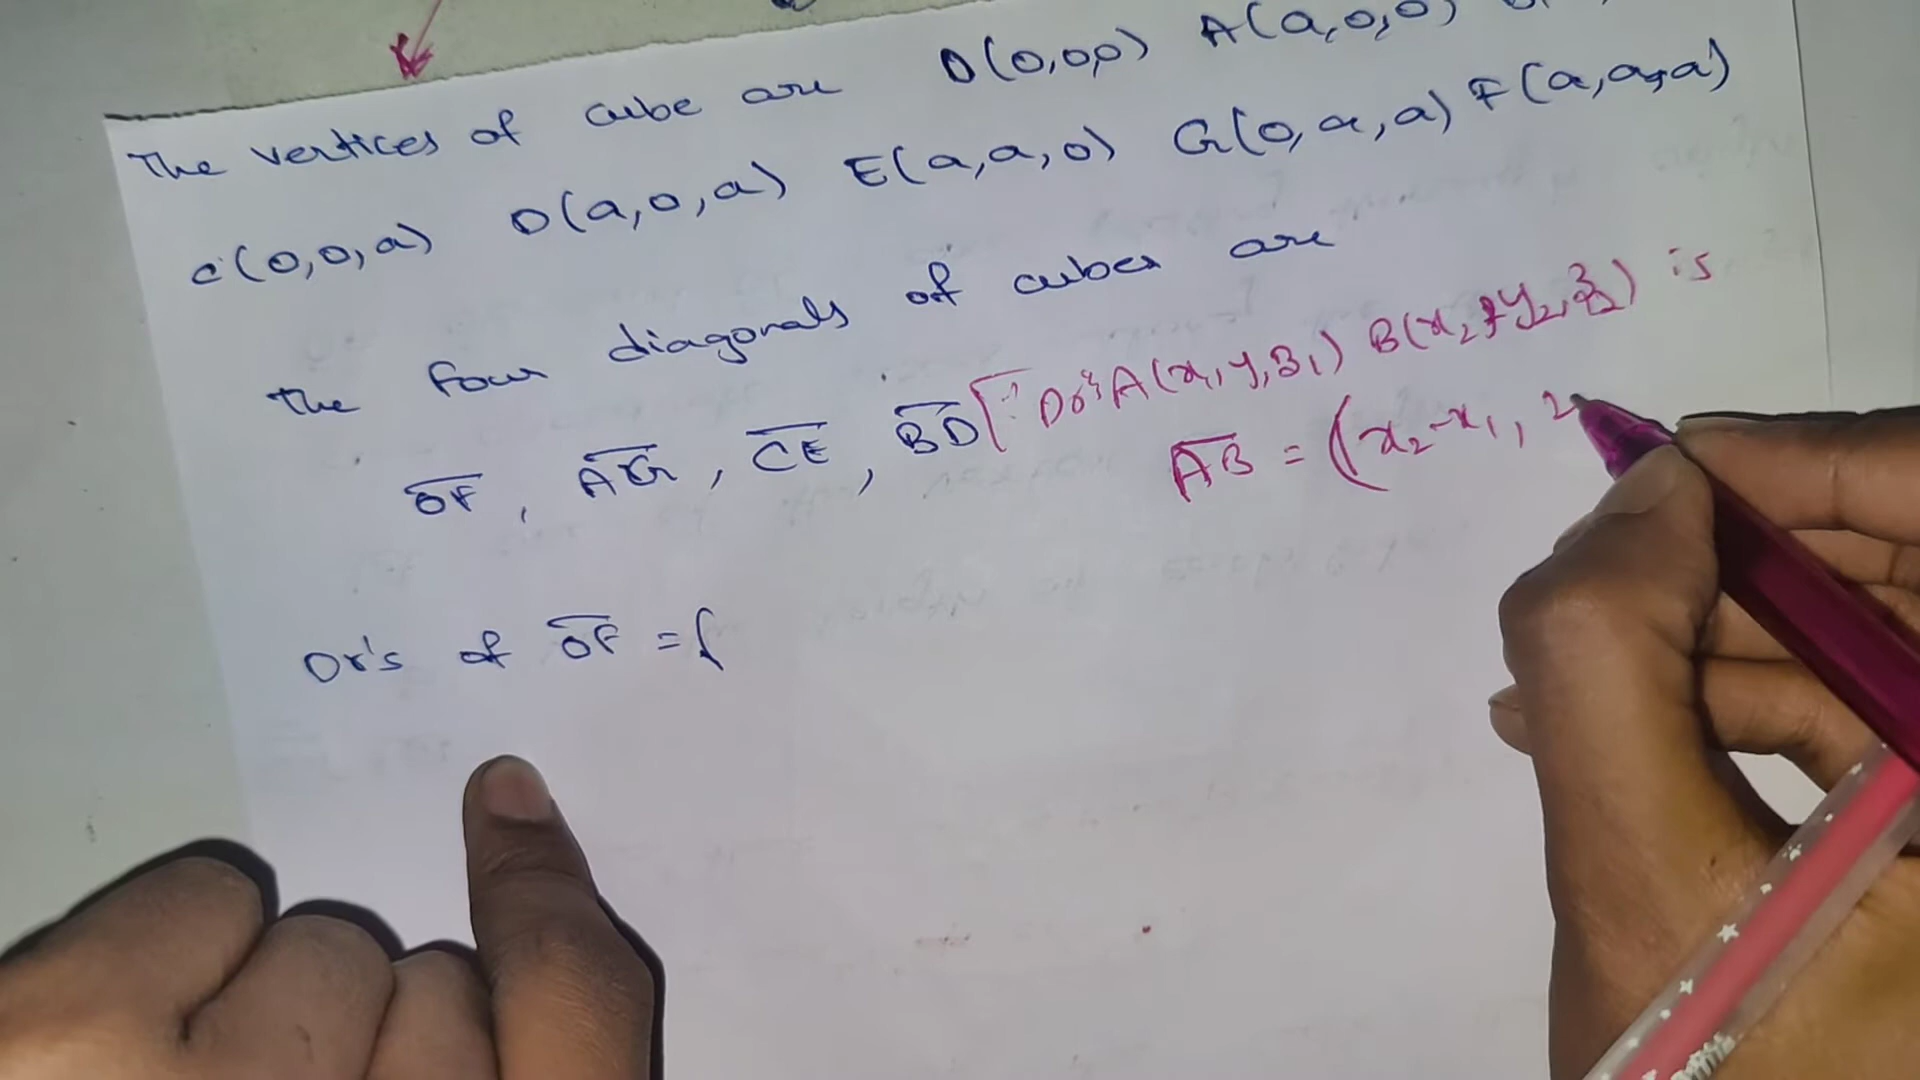 The vertices of cube are O(0,0,0) A(a,0,0)
C(0,0,a) D(a,0,a) E(a,a,0) G(0,a,a) F(a,a,a)
the four diagonals of cubes are
OF, AG, CE, BD [∵ Dr's A(x₁,y₁,z₁) B(x₂,y₂,z₂) is
AB = (x₂-x₁,
Dr's of OF = (